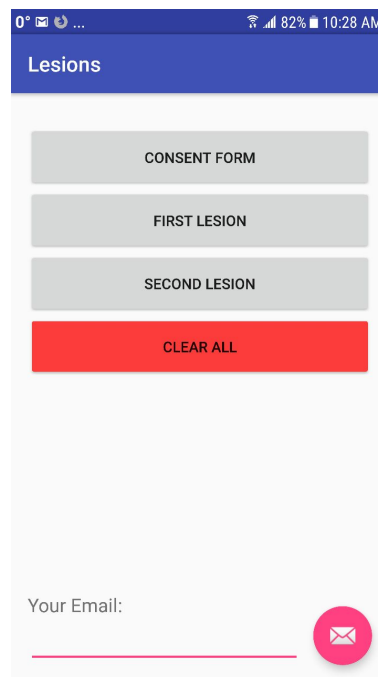 0° ... 82% 10:28 AM
Lesions
CONSENT FORM
FIRST LESION
SECOND LESION
CLEAR ALL
Your Email: